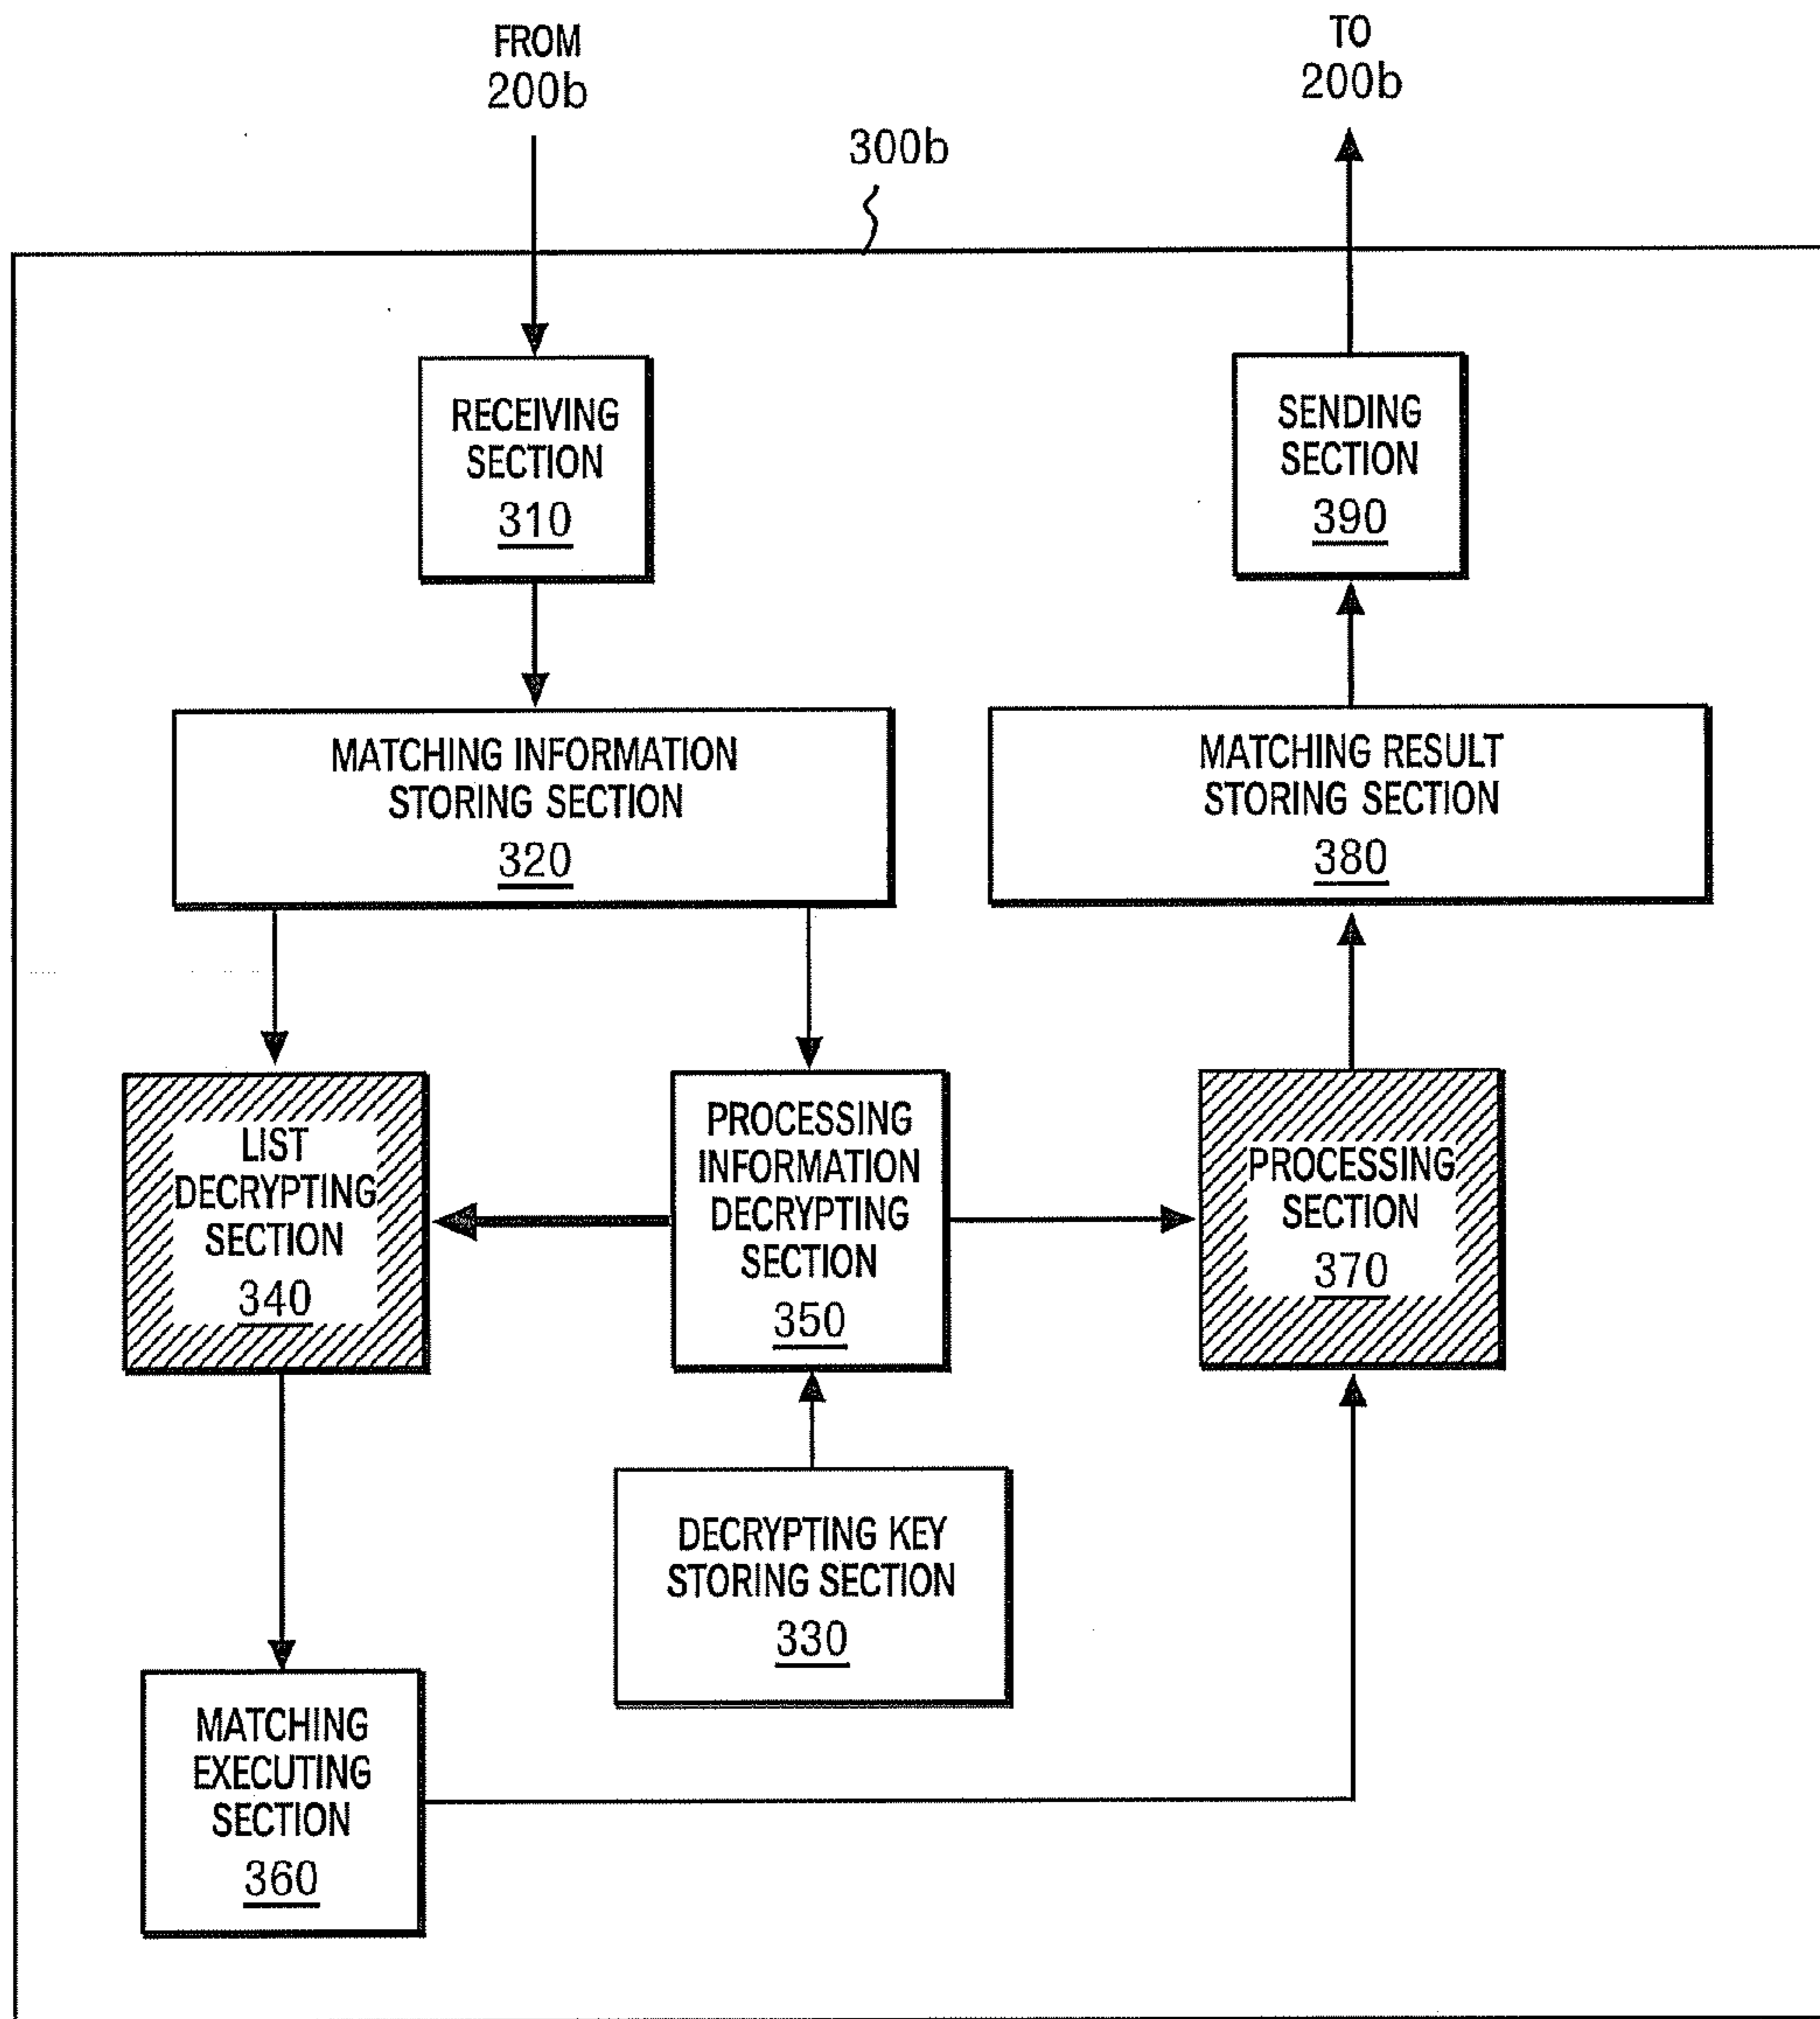 FROM
200b
TO
200b
300b
RECEIVING
SECTION
310
SENDING
SECTION
390
MATCHING INFORMATION
STORING SECTION
320
MATCHING RESULT
STORING SECTION
380
LIST
DECRYPTING
SECTION
340
PROCESSING
INFORMATION
DECRYPTING
SECTION
350
PROCESSING
SECTION
370
DECRYPTING KEY
STORING SECTION
330
MATCHING
EXECUTING
SECTION
360